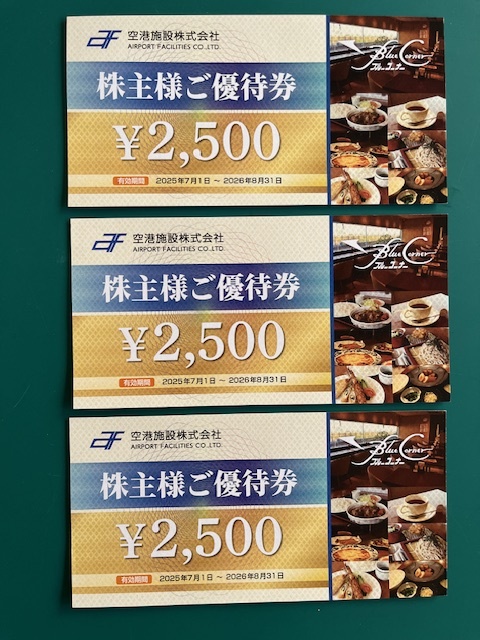 空港施設株式会社
AIRPORT FACILITIES CO.,LTD.
株主様ご優待券
¥2,500
有効期間 2025年7月1日 ～ 2026年8月31日
Blue Corner
ブルーコーナー
空港施設株式会社
AIRPORT FACILITIES CO.,LTD.
株主様ご優待券
¥2,500
有効期間 2025年7月1日 ～ 2026年8月31日
Blue Corner
ブルーコーナー
空港施設株式会社
AIRPORT FACILITIES CO.,LTD.
株主様ご優待券
¥2,500
有効期間 2025年7月1日 ～ 2026年8月31日
Blue Corner
ブルーコーナー